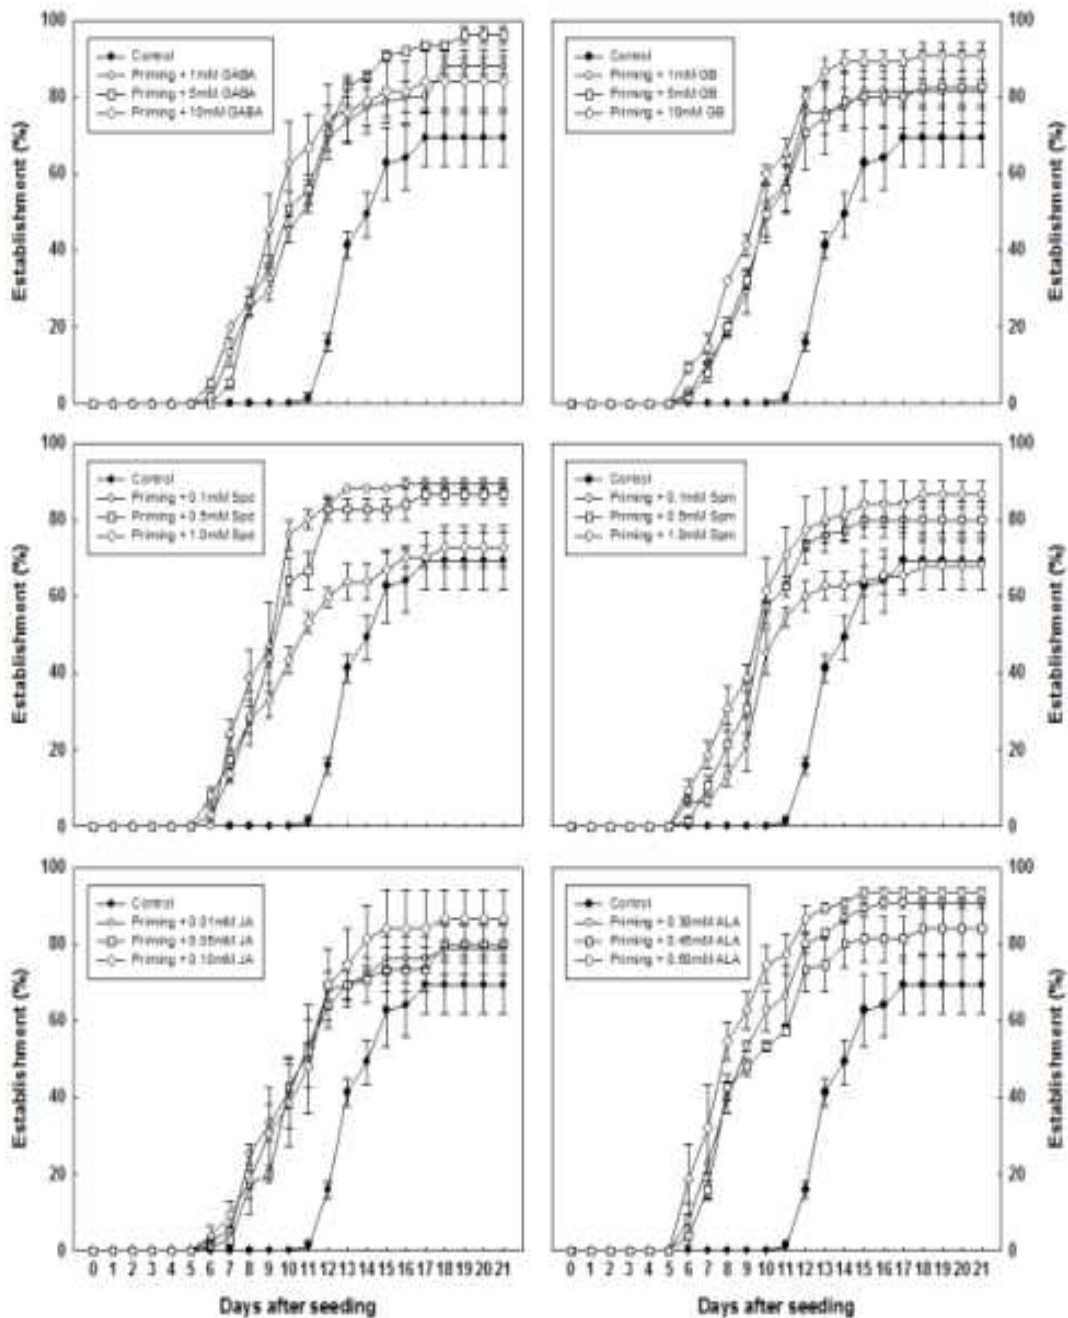 100
80
60
40
20
0
Establishment (%)
Control
Priming + 1mM GABA
Priming + 5mM GABA
Priming + 10mM GABA
Control
Priming + 1mM GB
Priming + 5mM GB
Priming + 10mM GB
100
80
60
40
20
0
Establishment (%)
100
80
60
40
20
0
Establishment (%)
Control
Priming + 0.1mM Spd
Priming + 0.5mM Spd
Priming + 1.0mM Spd
Control
Priming + 0.1mM Spm
Priming + 0.5mM Spm
Priming + 1.0mM Spm
100
80
60
40
20
0
Establishment (%)
100
80
60
40
20
0
Establishment (%)
Control
Priming + 0.01mM JA
Priming + 0.05mM JA
Priming + 0.10mM JA
0 1 2 3 4 5 6 7 8 9 10 11 12 13 14 15 16 17 18 19 20 21
Days after seeding
Control
Priming + 0.30mM ALA
Priming + 0.45mM ALA
Priming + 0.60mM ALA
100
80
60
40
20
0
Establishment (%)
0 1 2 3 4 5 6 7 8 9 10 11 12 13 14 15 16 17 18 19 20 21
Days after seeding